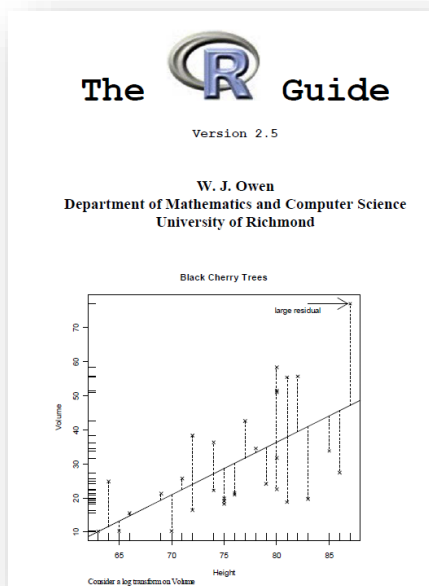 The R Guide
Version 2.5
W. J. Owen
Department of Mathematics and Computer Science
University of Richmond
Black Cherry Trees
large residual
Volume
70
60
50
40
30
20
10
65
70
75
80
85
Height
Consider a log transform on Volume